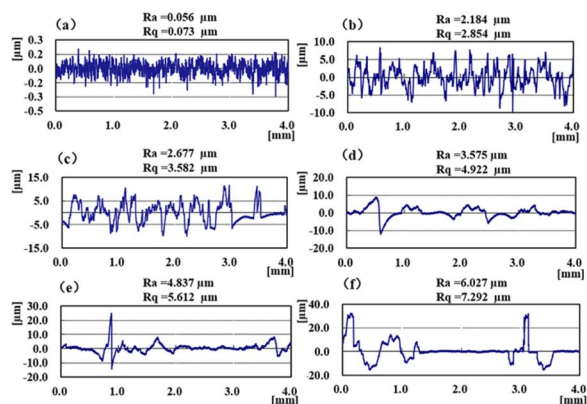 Ra =0.056 µm
Rq =0.073 µm
(a)
[µm]
0.3
0.2
0.0
-0.2
-0.3
-0.5
0.0 1.0 2.0 3.0 4.0
[mm]
Ra =2.184 µm
Rq =2.854 µm
(b)
[µm]
10.0
5.0
0.0
-5.0
-10.0
0.0 1.0 2.0 3.0 4.0
[mm]
Ra =2.677 µm
Rq =3.582 µm
(c)
[µm]
15.0
5.0
-5.0
-15.0
0.0 1.0 2.0 3.0 4.0
[mm]
Ra =3.575 µm
Rq =4.922 µm
(d)
[µm]
20.0
10.0
0.0
-10.0
-20.0
0.0 1.0 2.0 3.0 4.0
[mm]
Ra =4.837 µm
Rq =5.612 µm
(e)
[µm]
30.0
20.0
10.0
0.0
-10.0
-20.0
0.0 1.0 2.0 3.0 4.0
[mm]
Ra =6.027 µm
Rq =7.292 µm
(f)
[µm]
40.0
20.0
0.0
-20.0
0.0 1.0 2.0 3.0 4.0
[mm]